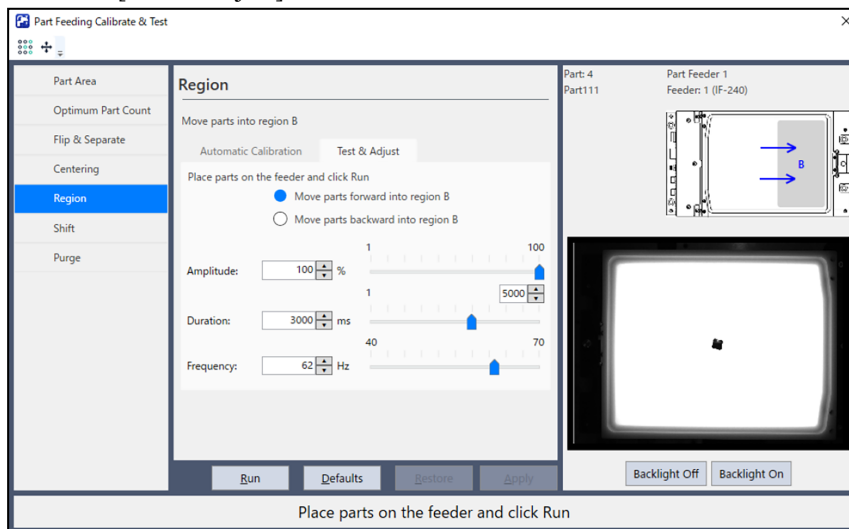 Part Feeding Calibrate & Test
Part Area
Optimum Part Count
Flip & Separate
Centering
Region
Shift
Purge
Region
Move parts into region B
Automatic Calibration Test & Adjust
Place parts on the feeder and click Run
Move parts forward into region B
Move parts backward into region B
1 100
Amplitude: 100 %
1 5000
Duration: 3000 ms
40 70
Frequency: 62 Hz
Run Defaults Restore Apply
Part: 4 Part Feeder 1
Part111 Feeder: 1 (IF-240)
B
Backlight Off Backlight On
Place parts on the feeder and click Run